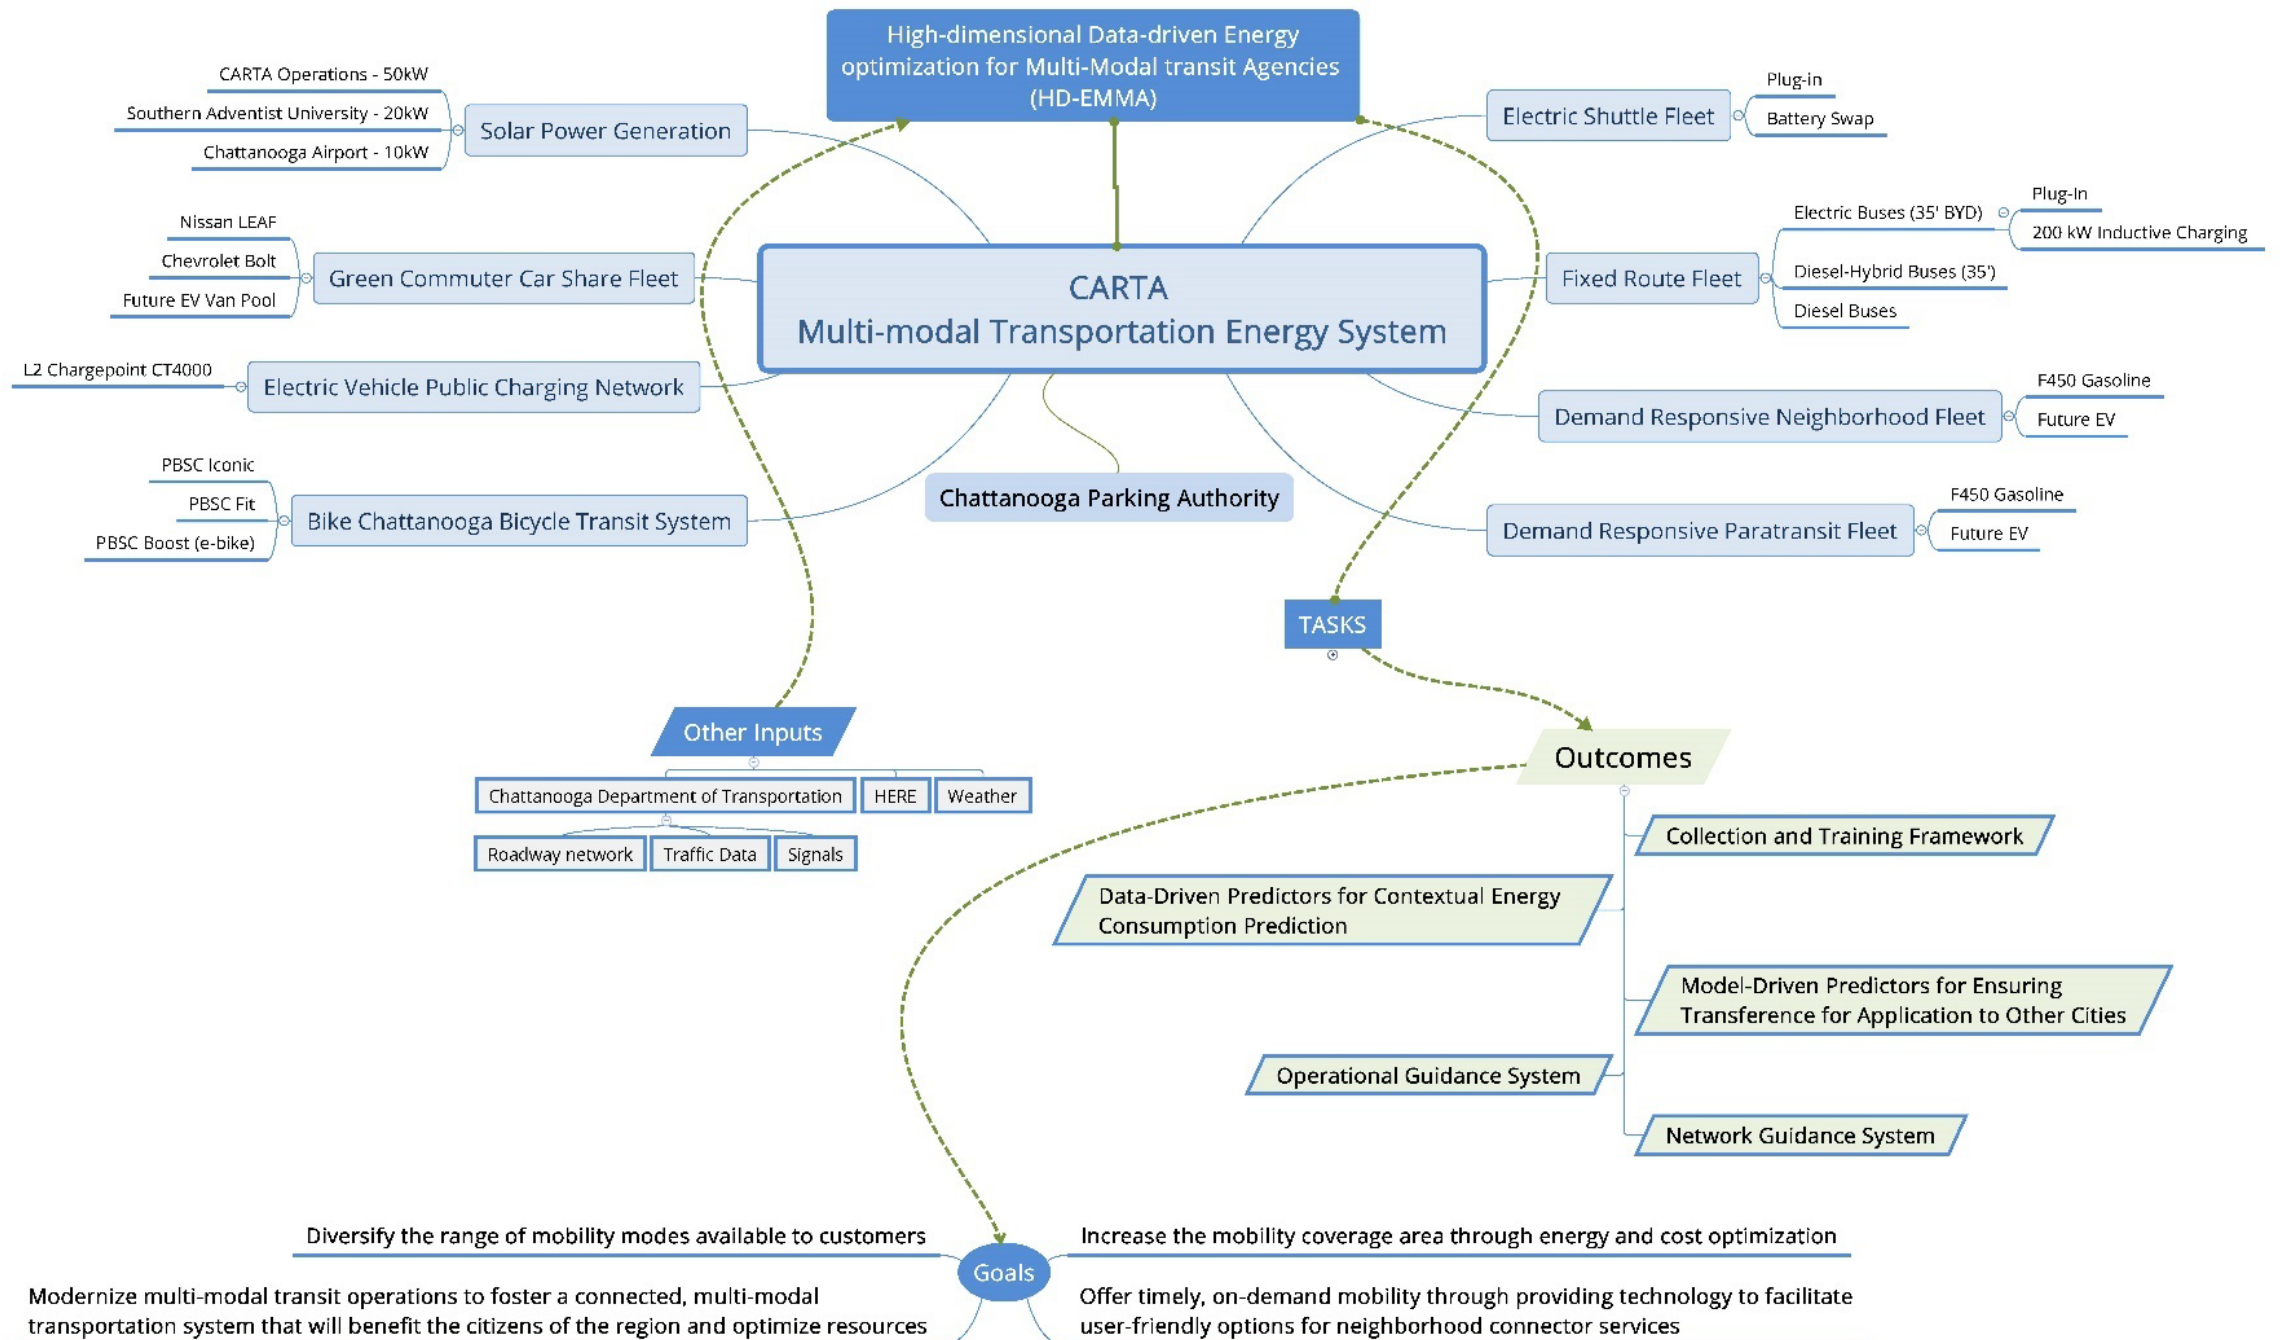 High-dimensional Data-driven Energy
optimization for Multi-Modal transit Agencies
(HD-EMMA)
CARTA Operations - 50kW
Southern Adventist University - 20kW
Chattanooga Airport - 10kW
Solar Power Generation
Nissan LEAF
Chevrolet Bolt
Future EV Van Pool
Green Commuter Car Share Fleet
L2 Chargepoint CT4000
Electric Vehicle Public Charging Network
PBSC Iconic
PBSC Fit
PBSC Boost (e-bike)
Bike Chattanooga Bicycle Transit System
CARTA
Multi-modal Transportation Energy System
Chattanooga Parking Authority
Electric Shuttle Fleet
Plug-in
Battery Swap
Fixed Route Fleet
Electric Buses (35' BYD)
Plug-In
200 kW Inductive Charging
Diesel-Hybrid Buses (35')
Diesel Buses
Demand Responsive Neighborhood Fleet
F450 Gasoline
Future EV
Demand Responsive Paratransit Fleet
F450 Gasoline
Future EV
TASKS
Other Inputs
Chattanooga Department of Transportation
HERE
Weather
Roadway network
Traffic Data
Signals
Outcomes
Collection and Training Framework
Data-Driven Predictors for Contextual Energy
Consumption Prediction
Model-Driven Predictors for Ensuring
Transference for Application to Other Cities
Operational Guidance System
Network Guidance System
Goals
Diversify the range of mobility modes available to customers
Modernize multi-modal transit operations to foster a connected, multi-modal
transportation system that will benefit the citizens of the region and optimize resources
Increase the mobility coverage area through energy and cost optimization
Offer timely, on-demand mobility through providing technology to facilitate
user-friendly options for neighborhood connector services